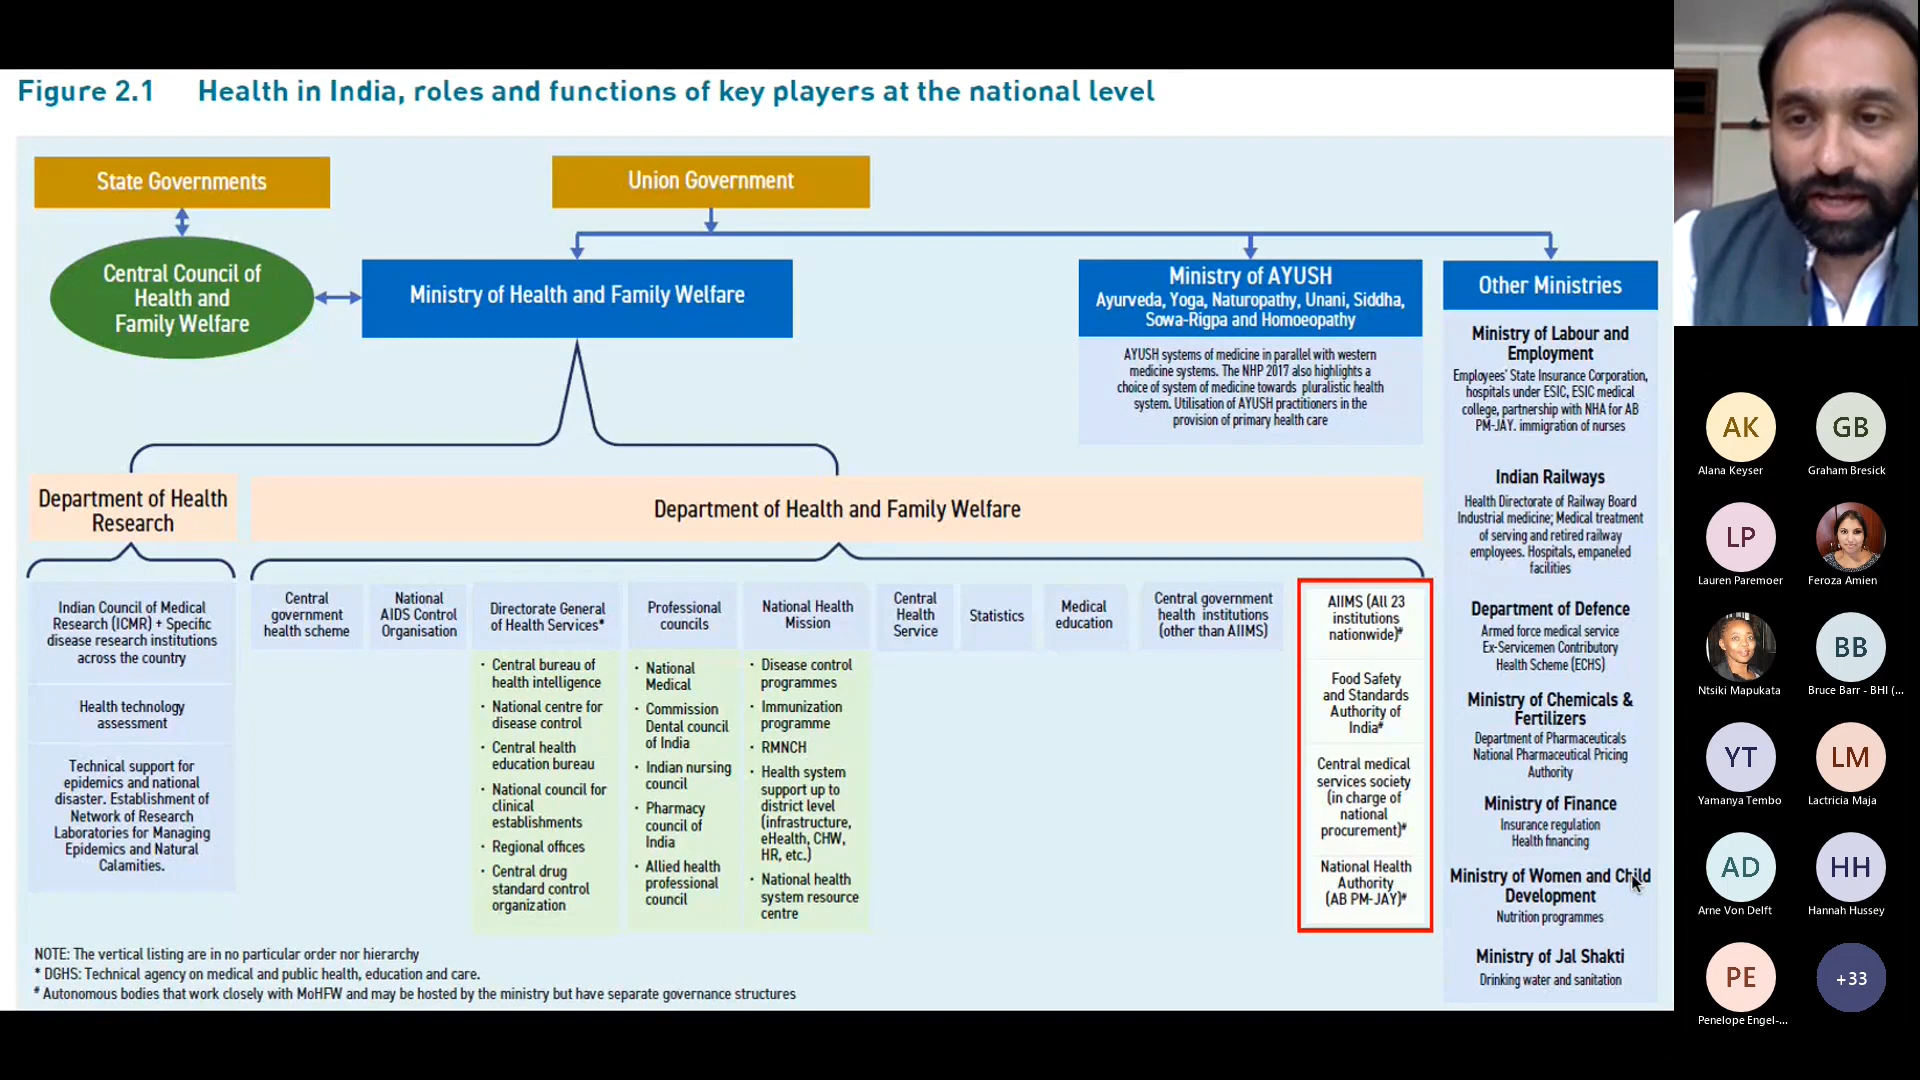 Figure 2.1 Health in India, roles and functions of key players at the national level
State Governments
Union Government
Central Council of
Health and
Family Welfare
Ministry of Health and Family Welfare
Ministry of AYUSH
Ayurveda, Yoga, Naturopathy, Unani, Siddha,
Sowa-Rigpa and Homoeopathy
AYUSH systems of medicine in parallel with western
medicine systems. The NHP 2017 also highlights a
choice of system of medicine towards pluralistic health
system. Utilisation of AYUSH practitioners in the
provision of primary health care
Other Ministries
Ministry of Labour and
Employment
Employees' State Insurance Corporation,
hospitals under ESIC, ESIC medical
college, partnership with NHA for AB
PM-JAY. immigration of nurses
Indian Railways
Health Directorate of Railway Board
Industrial medicine; Medical treatment
of serving and retired railway
employees. Hospitals, empaneled
facilities
Department of Defence
Armed force medical service
Ex-Servicemen Contributory
Health Scheme (ECHS)
Ministry of Chemicals &
Fertilizers
Department of Pharmaceuticals
National Pharmaceutical Pricing
Authority
Ministry of Finance
Insurance regulation
Health financing
Ministry of Women and Child
Development
Nutrition programmes
Ministry of Jal Shakti
Drinking water and sanitation
Department of Health
Research
Department of Health and Family Welfare
Indian Council of Medical
Research (ICMR) + Specific
disease research institutions
across the country
Health technology
assessment
Technical support for
epidemics and national
disaster. Establishment of
Network of Research
Laboratories for Managing
Epidemics and Natural
Calamities.
Central
government
health scheme
National
AIDS Control
Organisation
Directorate General
of Health Services*
• Central bureau of
health intelligence
• National centre for
disease control
• Central health
education bureau
• National council for
clinical
establishments
• Regional offices
• Central drug
standard control
organization
Professional
councils
• National
Medical
• Commission
Dental council
of India
• Indian nursing
council
• Pharmacy
council of
India
• Allied health
professional
council
National Health
Mission
• Disease control
programmes
• Immunization
programme
• RMNCH
• Health system
support up to
district level
(infrastructure,
eHealth, CHW,
HR, etc.)
• National health
system resource
centre
Central
Health
Service
Statistics
Medical
education
Central government
health institutions
(other than AIIMS)
AIIMS (All 23
institutions
nationwide)#
Food Safety
and Standards
Authority of
India#
Central medical
services society
(in charge of
national
procurement)#
National Health
Authority
(AB PM-JAY)#
NOTE: The vertical listing are in no particular order nor hierarchy
* DGHS: Technical agency on medical and public health, education and care.
# Autonomous bodies that work closely with MoHFW and may be hosted by the ministry but have separate governance structures
AK
Alana Keyser
GB
Graham Bresick
LP
Lauren Paremoer
Feroza Amien
Ntsiki Mapukata
BB
Bruce Barr - BHI (...
YT
Yamanya Tembo
LM
Lactricia Maja
AD
Arne Von Delft
HH
Hannah Hussey
PE
Penelope Engel-...
+33